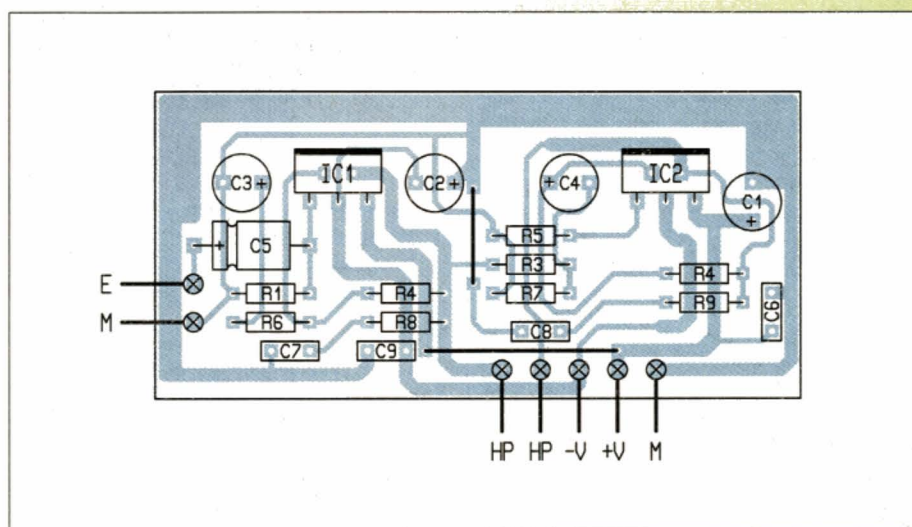 IC1
IC2
C3 +
C2 +
+ C4
C1
+
+ C5
R5
R3
R7
R4
R9
C6
E
M
R1
R4
R6
R8
C7
C9
C8
HP HP -V +V M